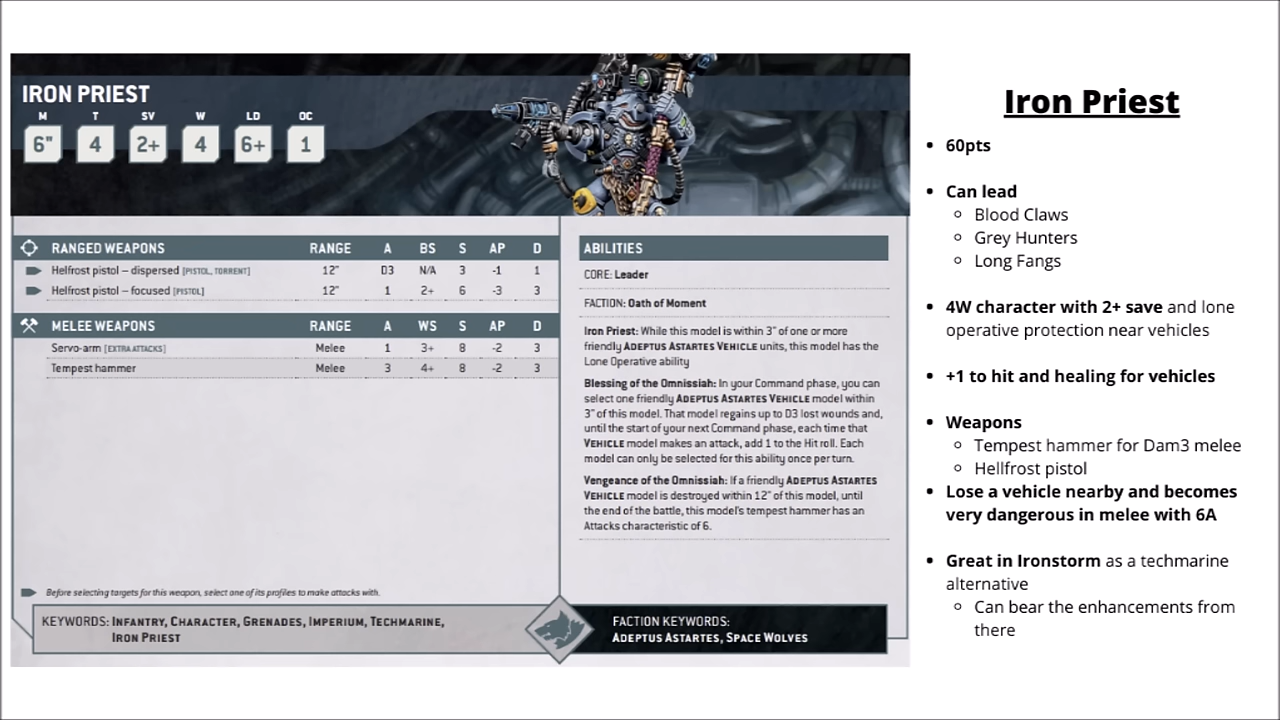 IRON PRIEST
M T SV W LD OC
6" 4 2+ 4 6+ 1
RANGED WEAPONS RANGE A BS S AP D
Helfrost pistol – dispersed [PISTOL, TORRENT] 12" D3 N/A 3 -1 1
Helfrost pistol – focused [PISTOL] 12" 1 2+ 6 -3 3
MELEE WEAPONS RANGE A WS S AP D
Servo-arm [EXTRA ATTACKS] Melee 1 3+ 8 -2 3
Tempest hammer Melee 3 4+ 8 -2 3
Before selecting targets for this weapon, select one of its profiles to make attacks with.
KEYWORDS: INFANTRY, CHARACTER, GRENADES, IMPERIUM, TECHMARINE,
IRON PRIEST
ABILITIES
CORE: Leader
FACTION: Oath of Moment
Iron Priest: While this model is within 3" of one or more
friendly ADEPTUS ASTARTES VEHICLE units, this model has the
Lone Operative ability
Blessing of the Omnissiah: In your Command phase, you can
select one friendly ADEPTUS ASTARTES VEHICLE model within
3" of this model. That model regains up to D3 lost wounds and,
until the start of your next Command phase, each time that
VEHICLE model makes an attack, add 1 to the Hit roll. Each
model can only be selected for this ability once per turn.
Vengeance of the Omnissiah: If a friendly ADEPTUS ASTARTES
VEHICLE model is destroyed within 12" of this model, until
the end of the battle, this model's tempest hammer has an
Attacks characteristic of 6.
FACTION KEYWORDS:
ADEPTUS ASTARTES, SPACE WOLVES
Iron Priest
• 60pts
• Can lead
◦ Blood Claws
◦ Grey Hunters
◦ Long Fangs
• 4W character with 2+ save and lone
operative protection near vehicles
• +1 to hit and healing for vehicles
• Weapons
◦ Tempest hammer for Dam3 melee
◦ Hellfrost pistol
• Lose a vehicle nearby and becomes
very dangerous in melee with 6A
• Great in Ironstorm as a techmarine
alternative
◦ Can bear the enhancements from
there